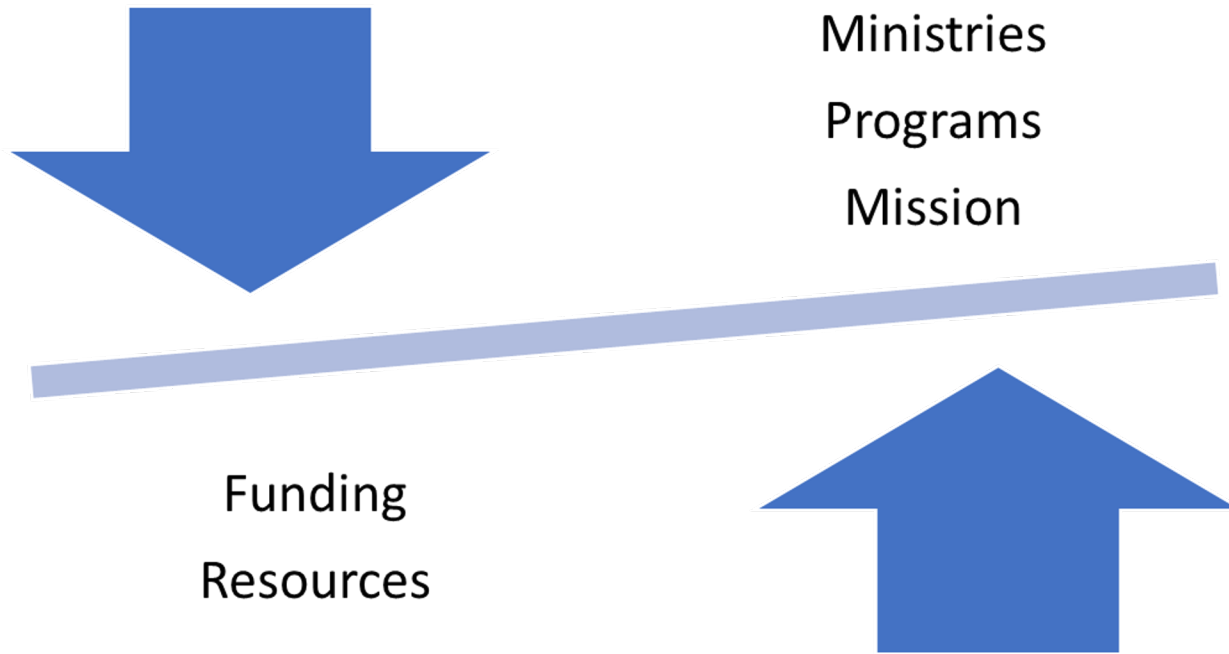 Ministries
Programs
Mission
Funding
Resources